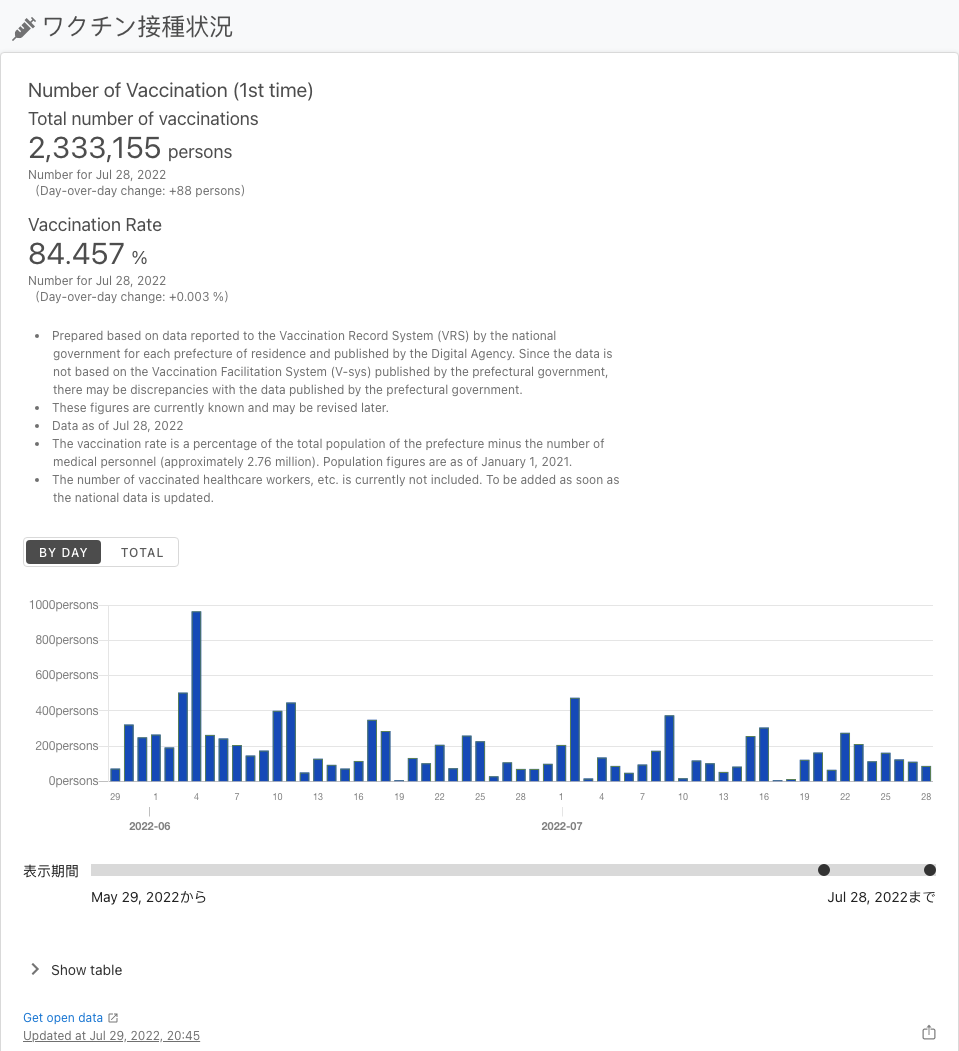 ワクチン接種状況
Number of Vaccination (1st time)
Total number of vaccinations
2,333,155 persons
Number for Jul 28, 2022
(Day-over-day change: +88 persons)
Vaccination Rate
84.457 %
Number for Jul 28, 2022
(Day-over-day change: +0.003 %)
• Prepared based on data reported to the Vaccination Record System (VRS) by the national
government for each prefecture of residence and published by the Digital Agency. Since the data is
not based on the Vaccination Facilitation System (V-sys) published by the prefectural government,
there may be discrepancies with the data published by the prefectural government.
• These figures are currently known and may be revised later.
• Data as of Jul 28, 2022
• The vaccination rate is a percentage of the total population of the prefecture minus the number of
medical personnel (approximately 2.76 million). Population figures are as of January 1, 2021.
• The number of vaccinated healthcare workers, etc. is currently not included. To be added as soon as
the national data is updated.
BY DAY TOTAL
1000persons
800persons
600persons
400persons
200persons
0persons
29 1 4 7 10 13 16 19 22 25 28 1 4 7 10 13 16 19 22 25 28
2022-06 2022-07
表示期間
May 29, 2022から Jul 28, 2022まで
Show table
Get open data
Updated at Jul 29, 2022, 20:45